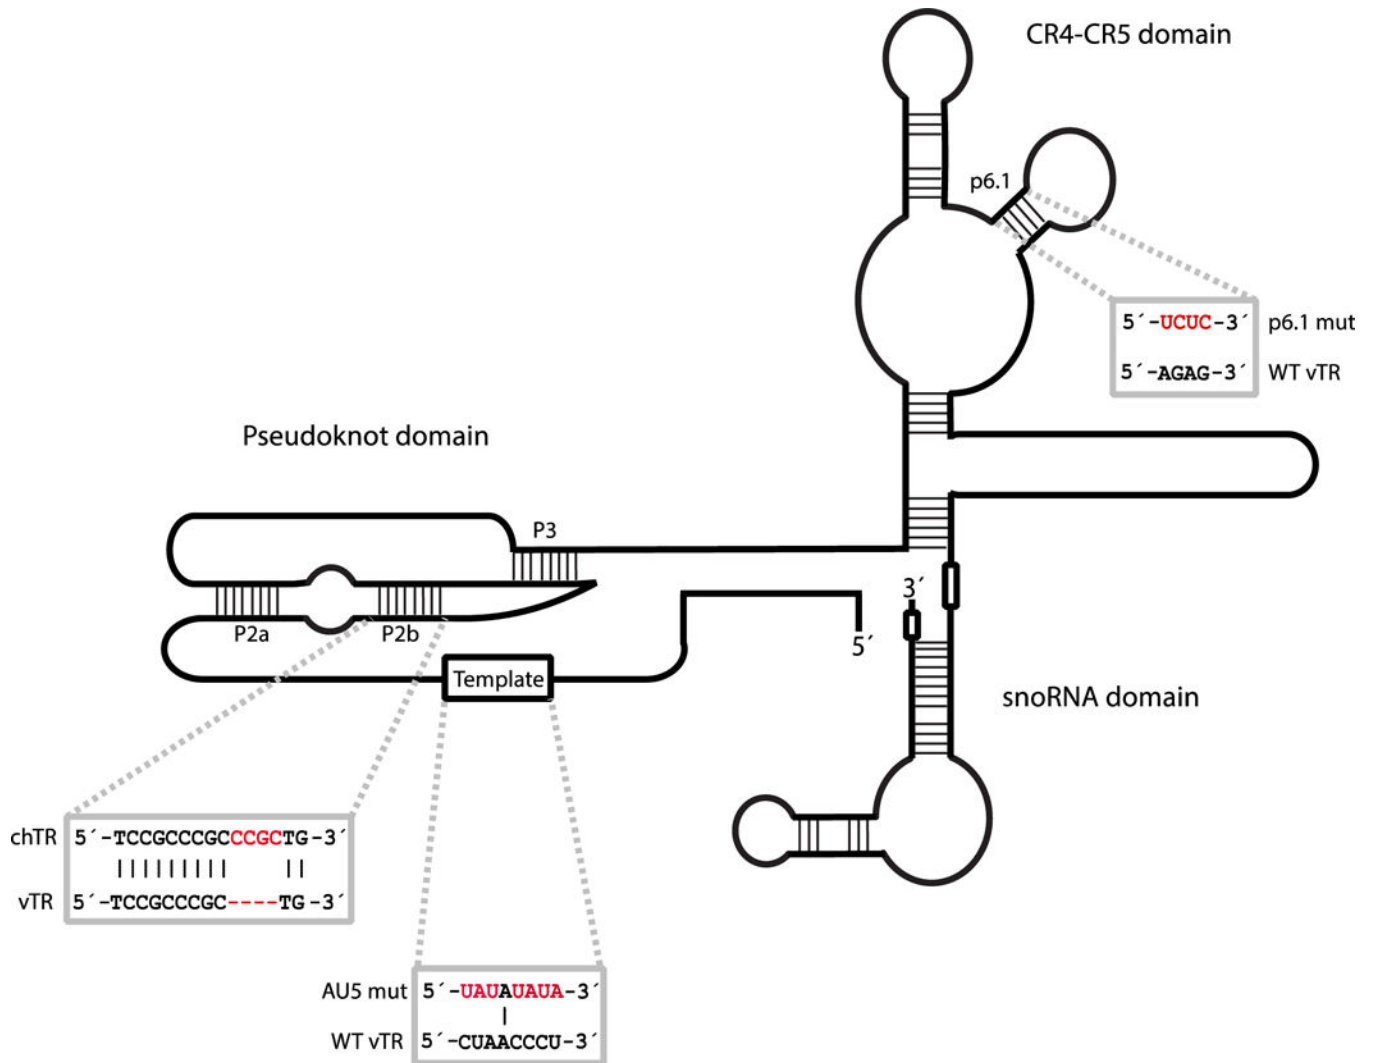 CR4-CR5 domain
p6.1
5´-UCUC-3´ p6.1 mut
5´-AGAG-3´ WT vTR
Pseudoknot domain
P3
P2a
P2b
3´
5´
Template
snoRNA domain
chTR 5´-TCCGCCCGCCCGCTG-3´
vTR 5´-TCCGCCCGC----TG-3´
AU5 mut 5´-UAUAUAUA-3´
WT vTR 5´-CUAACCCU-3´